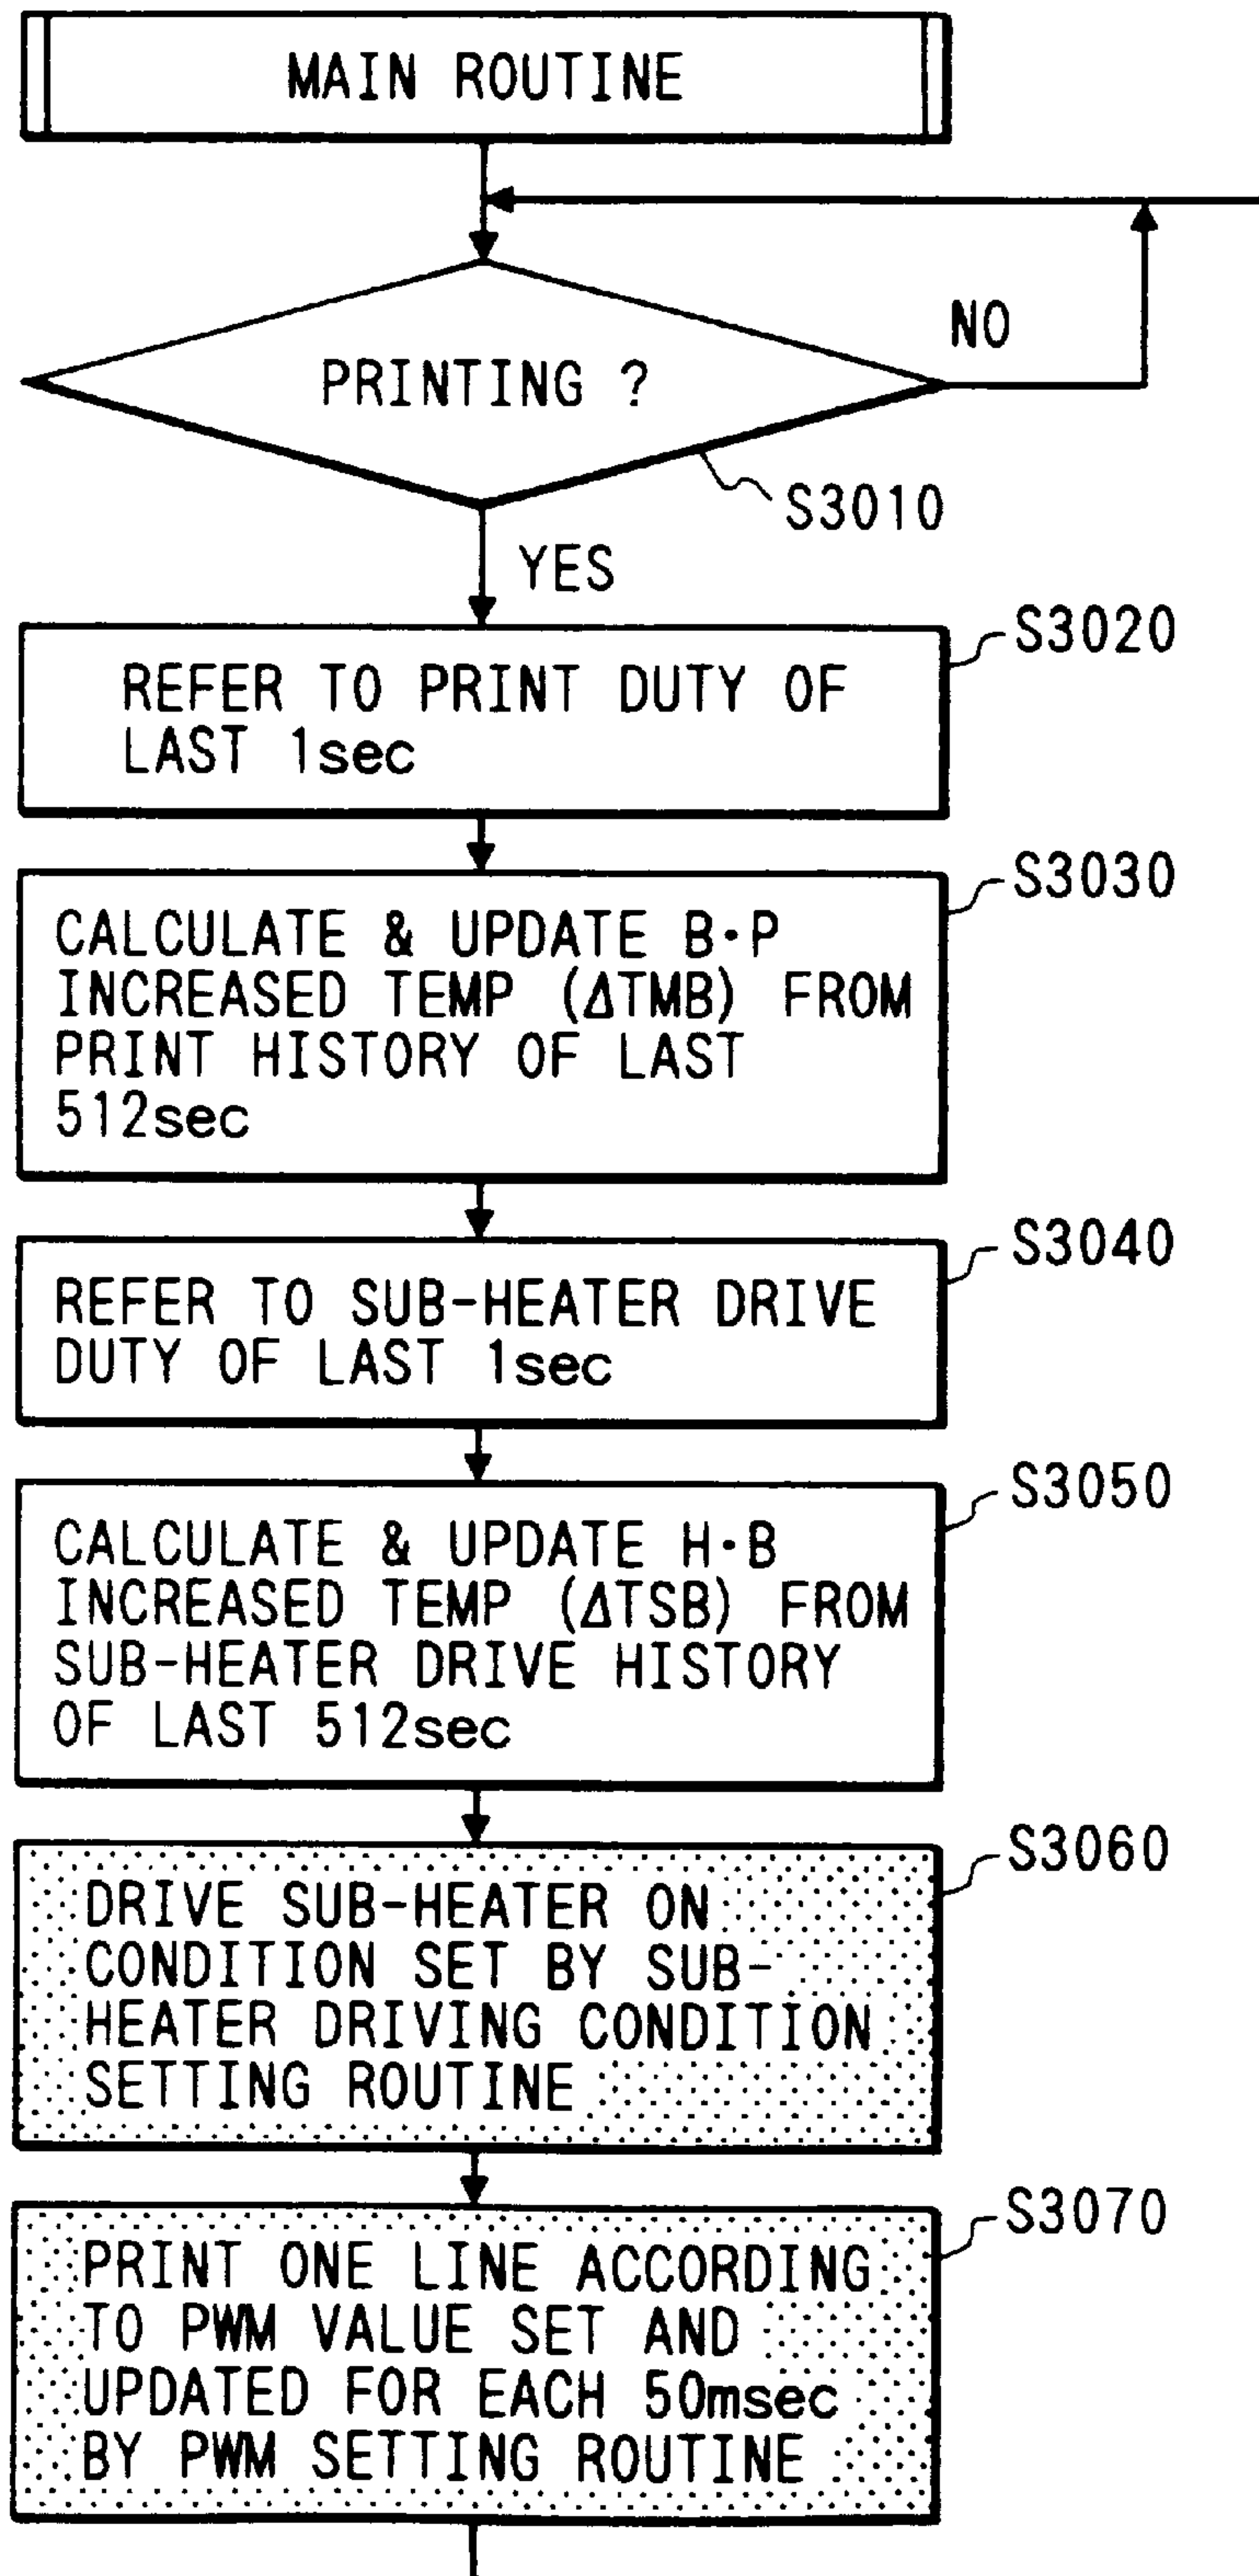 MAIN ROUTINE
PRINTING ?
NO
S3010
YES
S3020
REFER TO PRINT DUTY OF
LAST 1sec
S3030
CALCULATE & UPDATE B·P
INCREASED TEMP (ΔTMB) FROM
PRINT HISTORY OF LAST
512sec
S3040
REFER TO SUB-HEATER DRIVE
DUTY OF LAST 1sec
S3050
CALCULATE & UPDATE H·B
INCREASED TEMP (ΔTSB) FROM
SUB-HEATER DRIVE HISTORY
OF LAST 512sec
S3060
DRIVE SUB-HEATER ON
CONDITION SET BY SUB-
HEATER DRIVING CONDITION
SETTING ROUTINE
S3070
PRINT ONE LINE ACCORDING
TO PWM VALUE SET AND
UPDATED FOR EACH 50msec
BY PWM SETTING ROUTINE